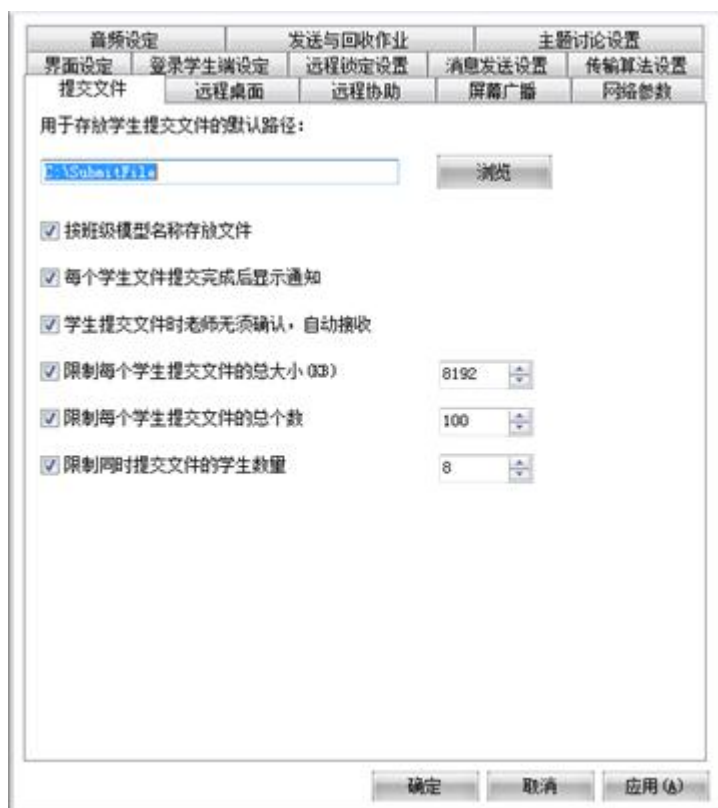 音频设定 发送与回收作业 主题讨论设置
界面设定 登录学生端设定 远程锁定设置 消息发送设置 传输算法设置
提交文件 远程桌面 远程协助 屏幕广播 网络参数
用于存放学生提交文件的默认路径：
C:\SubmitFile 浏览
按班级模型名称存放文件
每个学生文件提交完成后显示通知
学生提交文件时老师无须确认，自动接收
限制每个学生提交文件的总大小(KB) 8192
限制每个学生提交文件的总个数 100
限制同时提交文件的学生数量 8
确定 取消 应用(A)